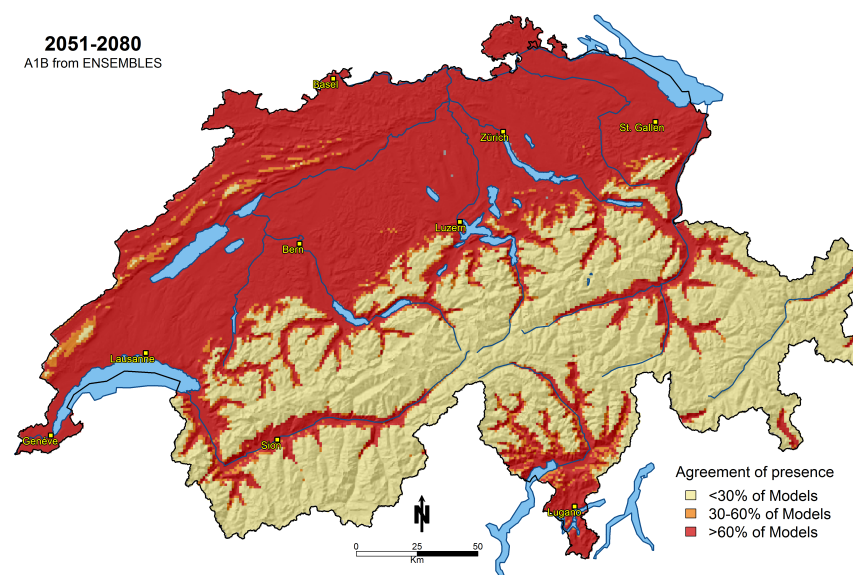 2051-2080
A1B from ENSEMBLES
Basel
Zürich
St. Gallen
Luzern
Bern
Lausanne
Genève
Sion
Lugano
Agreement of presence
<30% of Models
30-60% of Models
>60% of Models
N
0 25 50
Km